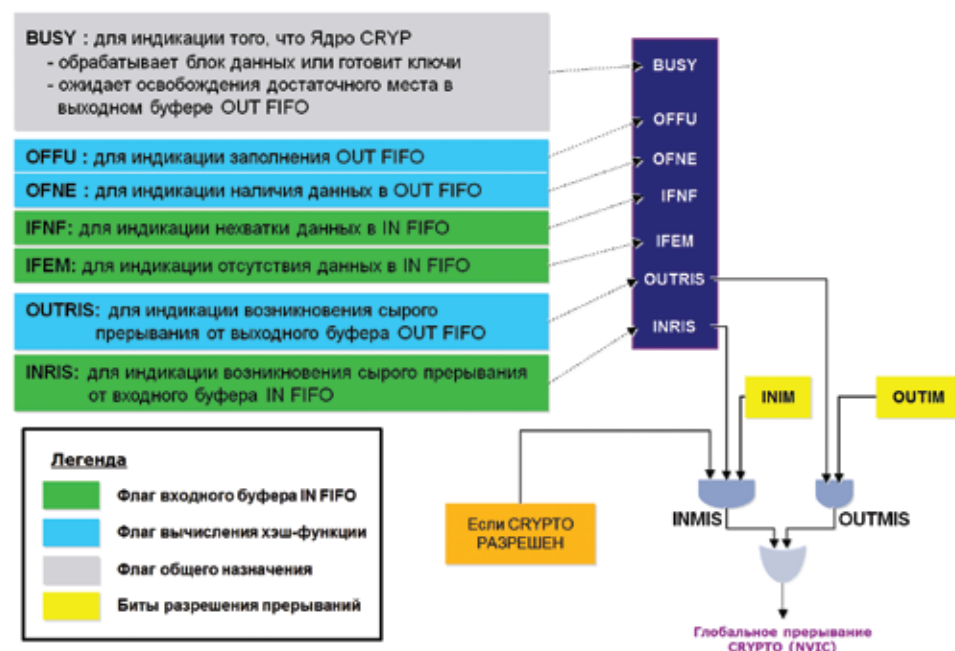 BUSY : для индикации того, что Ядро CRYP
- обрабатывает блок данных или готовит ключи
- ожидает освобождения достаточного места в
выходном буфере OUT FIFO
OFFU : для индикации заполнения OUT FIFO
OFNE : для индикации наличия данных в OUT FIFO
IFNF: для индикации нехватки данных в IN FIFO
IFEM: для индикации отсутствия данных в IN FIFO
OUTRIS: для индикации возникновения сырого
прерывания от выходного буфера OUT FIFO
INRIS: для индикации возникновения сырого прерывания
от входного буфера IN FIFO
BUSY
OFFU
OFNE
IFNF
IFEM
OUTRIS
INRIS
INIM
OUTIM
Легенда
Флаг входного буфера IN FIFO
Флаг вычисления хэш-функции
Флаг общего назначения
Биты разрешения прерываний
Если CRYPTO
РАЗРЕШЕН
INMIS
OUTMIS
Глобальное прерывание
CRYPTO (NVIC)